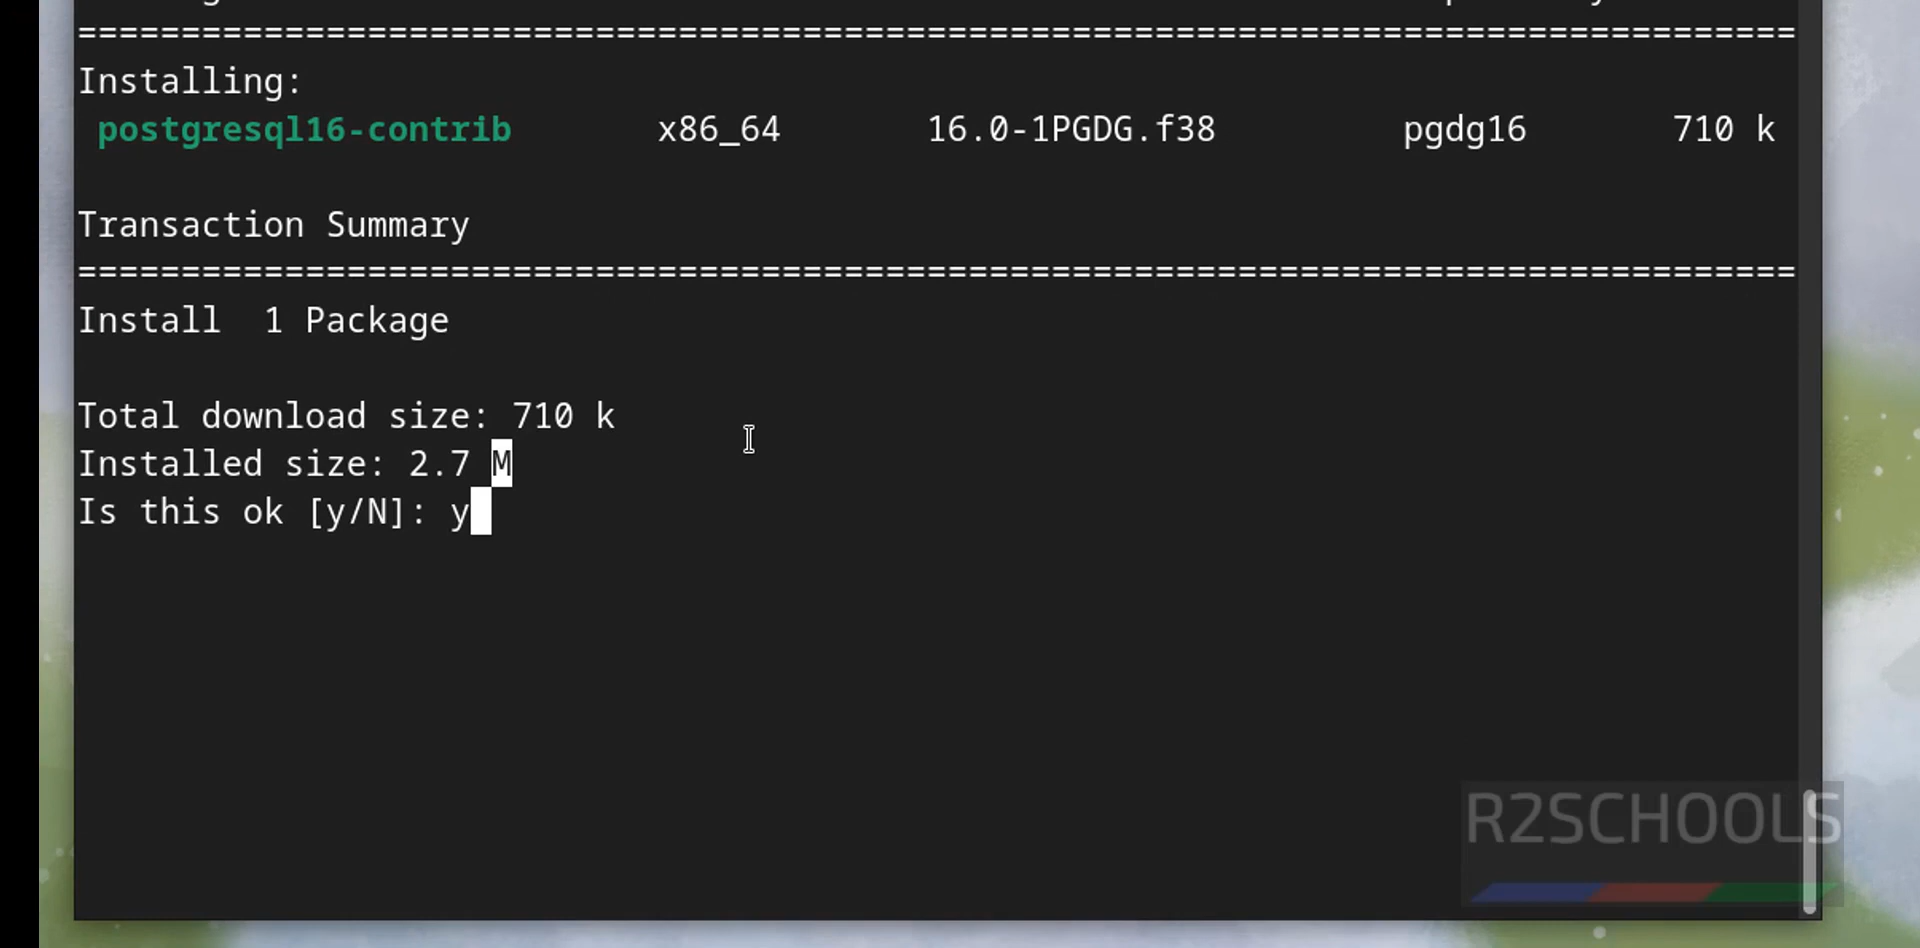 ================================================================================
Installing:
postgresql16-contrib x86_64 16.0-1PGDG.f38 pgdg16 710 k
Transaction Summary
================================================================================
Install  1 Package
Total download size: 710 k
Installed size: 2.7 M
Is this ok [y/N]: y
R2SCHOOLS